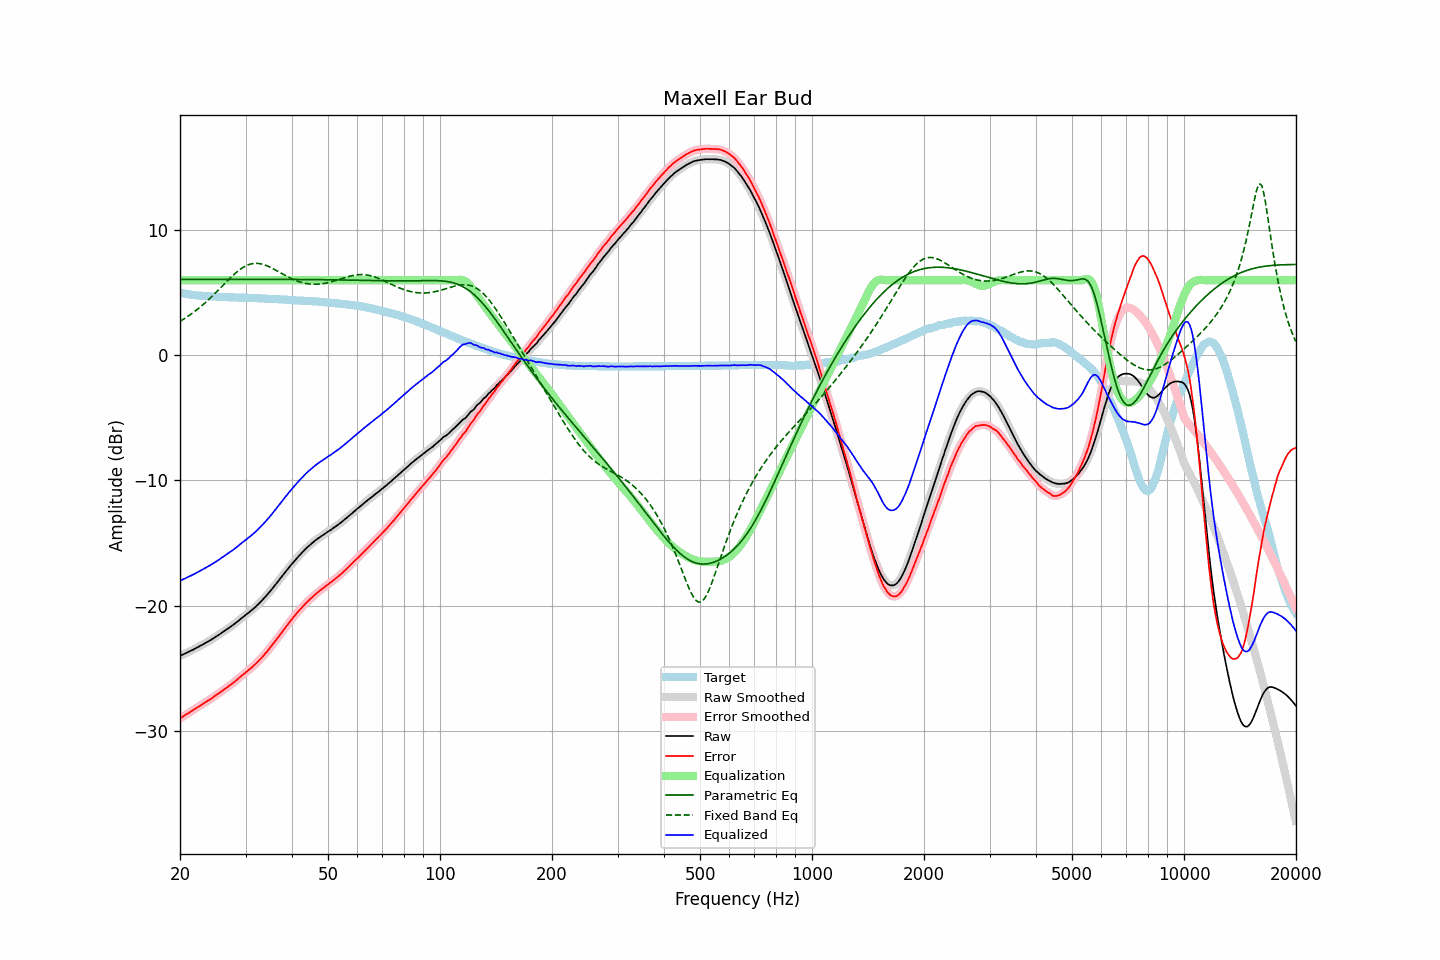 Maxell Ear Bud
Amplitude (dBr)
10
0
−10
−20
−30
Target
Raw Smoothed
Error Smoothed
Raw
Error
Equalization
Parametric Eq
Fixed Band Eq
Equalized
20 50 100 200 500 1000 2000 5000 10000 20000
Frequency (Hz)